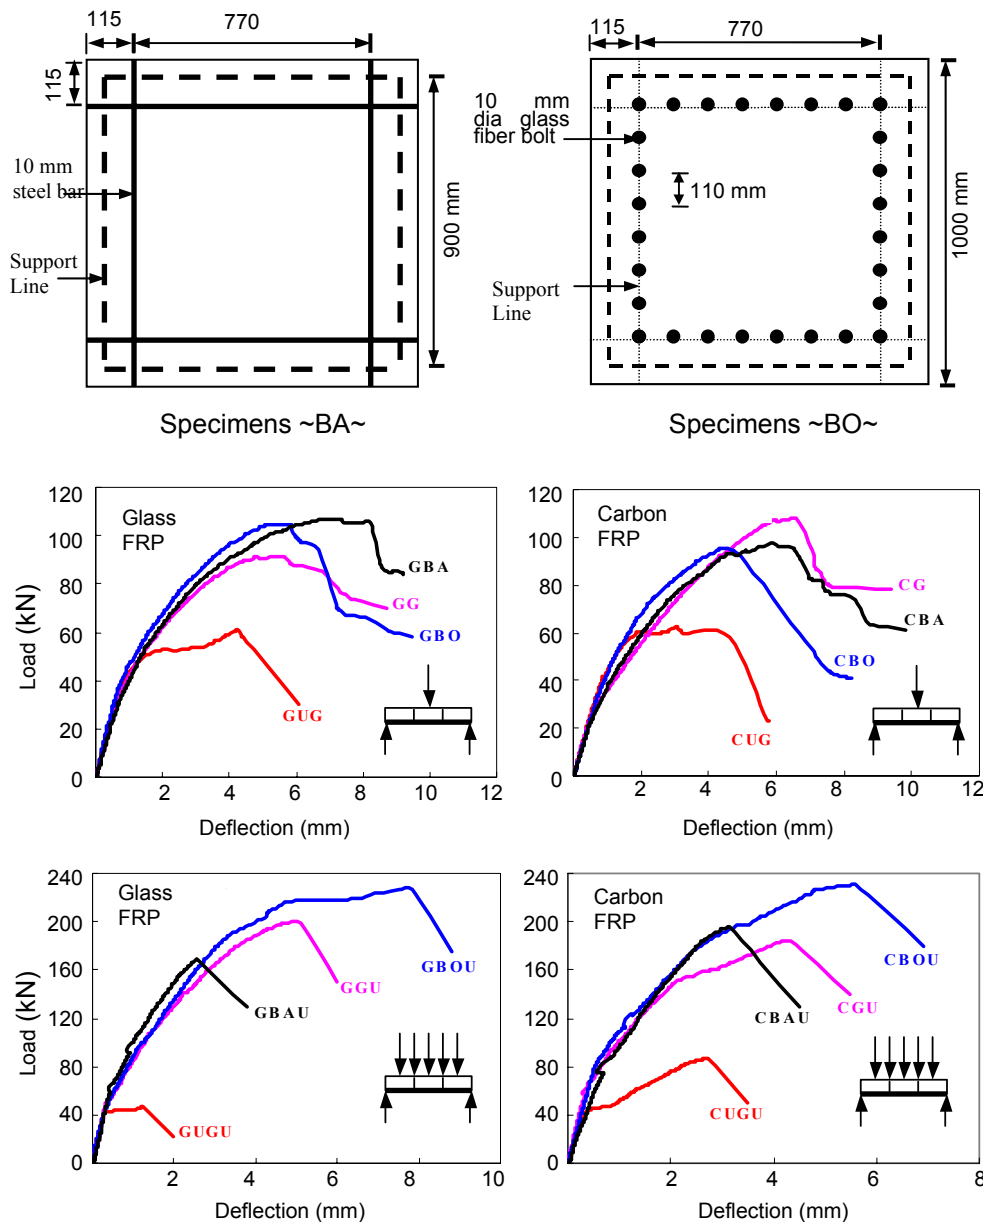 115
770
115
10 mm
steel bar
Support
Line
900 mm
Specimens ~BA~
115
770
10 mm
dia glass
fiber bolt
110 mm
Support
Line
1000 mm
Specimens ~BO~
120
100
80
60
40
20
0
Load (kN)
Glass
FRP
GBA
GG
GBO
GUG
2
4
6
8
10
12
Deflection (mm)
120
100
80
60
40
20
0
Carbon
FRP
CG
CBA
CBO
CUG
2
4
6
8
10
12
Deflection (mm)
240
200
160
120
80
40
0
Load (kN)
Glass
FRP
GBOU
GGU
GBAU
GUGU
2
4
6
8
10
Deflection (mm)
240
200
160
120
80
40
0
Carbon
FRP
CBOU
CGU
CBAU
CUGU
2
4
6
8
Deflection (mm)